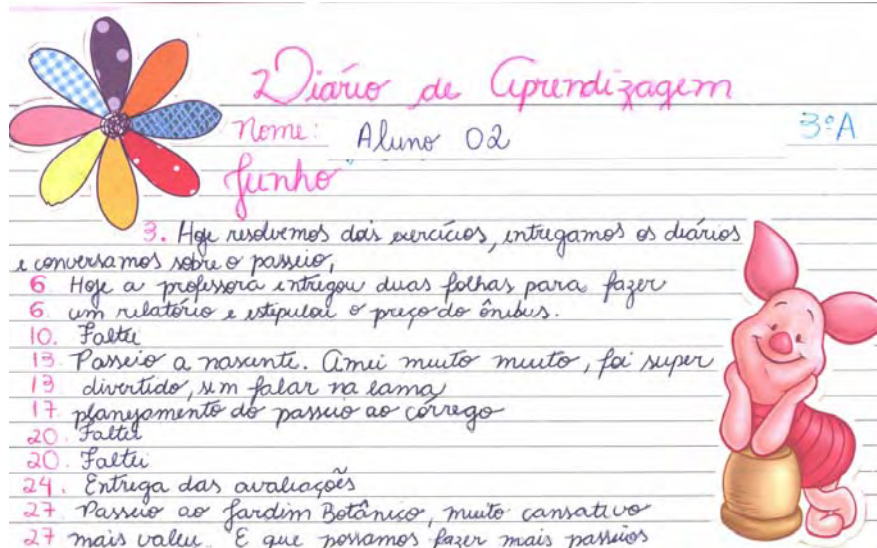 Diário de Aprendizagem
Nome: Aluno 02 3ºA
Junho
3. Hoje resolvemos dois exercícios, entregamos os diários
e conversamos sobre o passeio,
6 Hoje a professora entregou duas folhas para fazer
6. um relatório e estipulou o preço do ônibus.
10. Faltei
13 Passeio a nascente. Amei muito muito, foi super
13 divertido, sem falar na lama
17. planejamento do passeio ao córrego
20. Faltei
20. Faltei
24. Entrega das avaliações
27 Passeio ao Jardim Botânico, muito cansativo
27 mais valeu. E que possamos fazer mais passeios